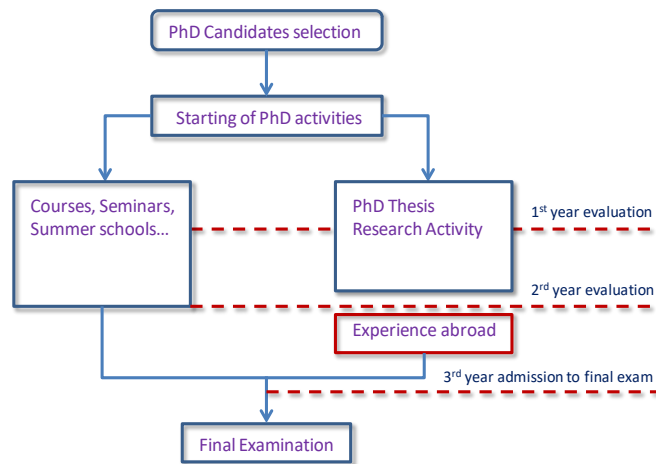 PhD Candidates selection
Starting of PhD activities
Courses, Seminars,
Summer schools…
PhD Thesis
Research Activity
1st year evaluation
2rd year evaluation
Experience abroad
3rd year admission to final exam
Final Examination